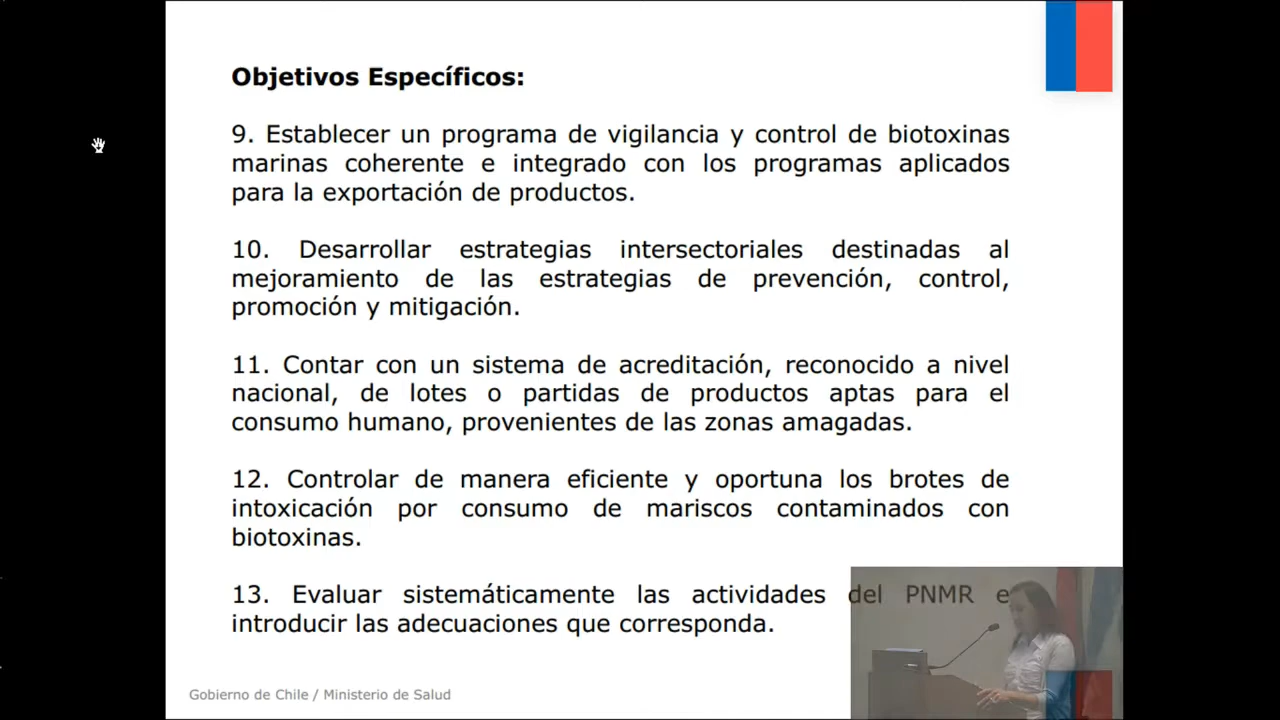 Objetivos Específicos:
9. Establecer un programa de vigilancia y control de biotoxinas
marinas coherente e integrado con los programas aplicados
para la exportación de productos.
10. Desarrollar estrategias intersectoriales destinadas al
mejoramiento de las estrategias de prevención, control,
promoción y mitigación.
11. Contar con un sistema de acreditación, reconocido a nivel
nacional, de lotes o partidas de productos aptas para el
consumo humano, provenientes de las zonas amagadas.
12. Controlar de manera eficiente y oportuna los brotes de
intoxicación por consumo de mariscos contaminados con
biotoxinas.
13. Evaluar sistemáticamente las actividades del PNMR e
introducir las adecuaciones que corresponda.
Gobierno de Chile / Ministerio de Salud